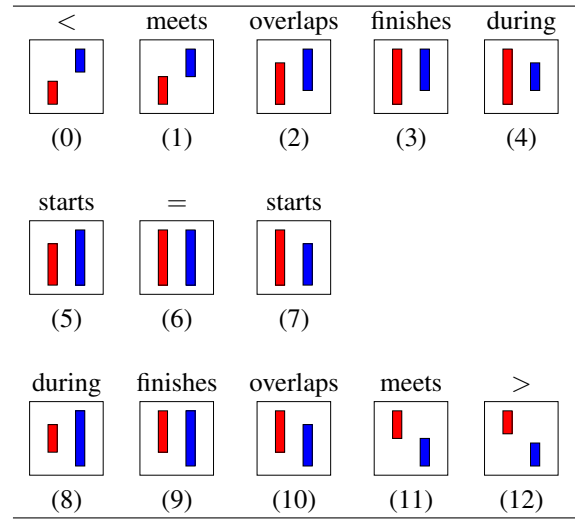 < meets overlaps finishes during
(0) (1) (2) (3) (4)
starts = starts
(5) (6) (7)
during finishes overlaps meets >
(8) (9) (10) (11) (12)